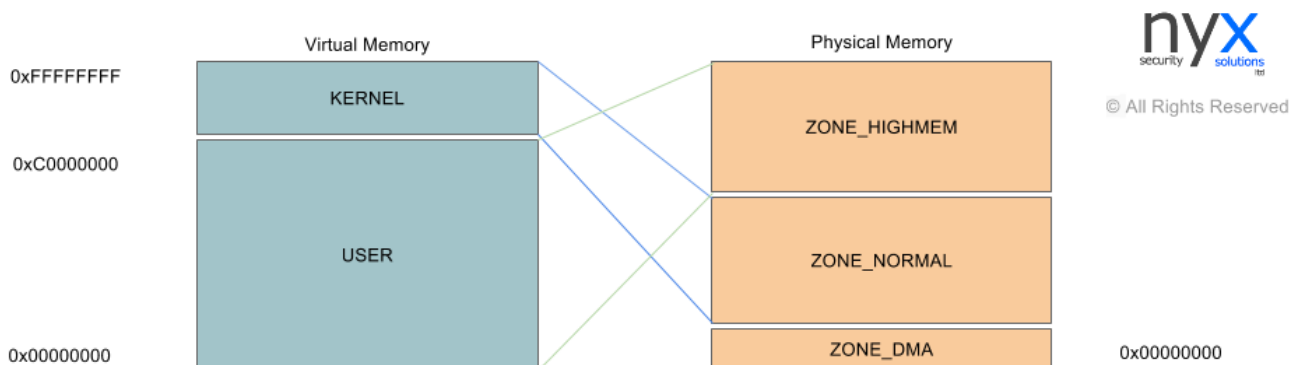 Virtual Memory
Physical Memory
nyx
security solutions
ltd
© All Rights Reserved
0xFFFFFFFF
KERNEL
ZONE_HIGHMEM
0xC0000000
USER
ZONE_NORMAL
0x00000000
ZONE_DMA
0x00000000